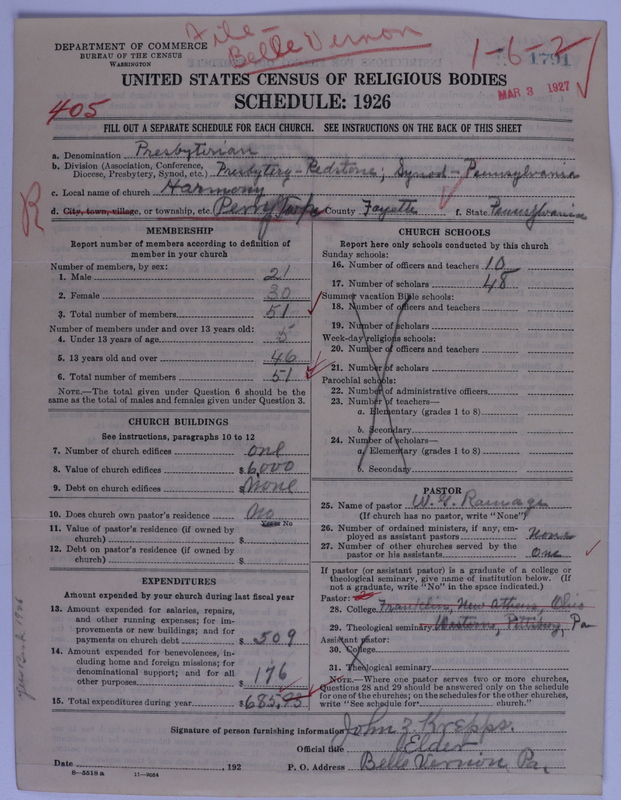 File -
Belle Vernon
1-6-2
1791
MAR 3 1927
DEPARTMENT OF COMMERCE
BUREAU OF THE CENSUS
WASHINGTON
UNITED STATES CENSUS OF RELIGIOUS BODIES
SCHEDULE: 1926
405
FILL OUT A SEPARATE SCHEDULE FOR EACH CHURCH. SEE INSTRUCTIONS ON THE BACK OF THIS SHEET
a. Denomination Presbyterian
b. Division (Association, Conference,
Diocese, Presbytery, Synod, etc.) Presbytery - Redstone; Synod - Pennsylvania
c. Local name of church Harmony
R
d. City, town, village, or township, etc. Perry Twp County Fayette f. State Pennsylvania
MEMBERSHIP
Report number of members according to definition of
member in your church
Number of members, by sex:
1. Male 21
2. Female 30
3. Total number of members 51
Number of members under and over 13 years old:
4. Under 13 years of age 5
5. 13 years old and over 46
6. Total number of members 51
NOTE.—The total given under Question 6 should be
same as the total of males and females given under Question 3.
CHURCH BUILDINGS
See instructions, paragraphs 10 to 12
7. Number of church edifices one
8. Value of church edifices $ 6,000
9. Debt on church edifices $ None
10. Does church own pastor's residence No
Yes or No
11. Value of pastor's residence (if owned by
church) $
12. Debt on pastor's residence (if owned by
church) $
EXPENDITURES
Amount expended by your church during last fiscal year
13. Amount expended for salaries, repairs,
and other running expenses; for im-
provements or new buildings; and for
payments on church debt $ 509
14. Amount expended for benevolences, in-
cluding home and foreign missions; for
denominational support; and for all
other purposes $ 176
15. Total expenditures during year $ 685.
CHURCH SCHOOLS
Report here only schools conducted by this church
Sunday schools:
16. Number of officers and teachers 10
17. Number of scholars 48
Summer vacation Bible schools:
18. Number of officers and teachers
19. Number of scholars
Week-day religious schools:
20. Number of officers and teachers
21. Number of scholars
Parochial schools:
22. Number of administrative officers
23. Number of teachers—
a. Elementary (grades 1 to 8)
b. Secondary
24. Number of scholars—
a. Elementary (grades 1 to 8)
b. Secondary
PASTOR
25. Name of pastor W. G. Ramage
(If church has no pastor, write "None")
26. Number of ordained ministers, if any, em-
ployed as assistant pastors None
27. Number of other churches served by the
pastor or his assistants One
If pastor (or assistant pastor) is a graduate of a college or
theological seminary, give name of institution below. (If
not a graduate, write "No" in the space indicated.)
Pastor:
28. College Franklin, New Athens, Ohio
29. Theological seminary Western, Pittsburg, Pa
Assistant pastor:
30. College
31. Theological seminary
NOTE.—Where one pastor serves two or more churches,
Questions 28 and 29 should be answered only on the schedule
for one of the churches; on the schedules for the other churches,
write "See schedule for church."
Signature of person furnishing information John Z Krepps.
Official title Elder
Date , 192 P. O. Address Belle Vernon, Pa.
8-5518 a 11-9054
Year Book 1926